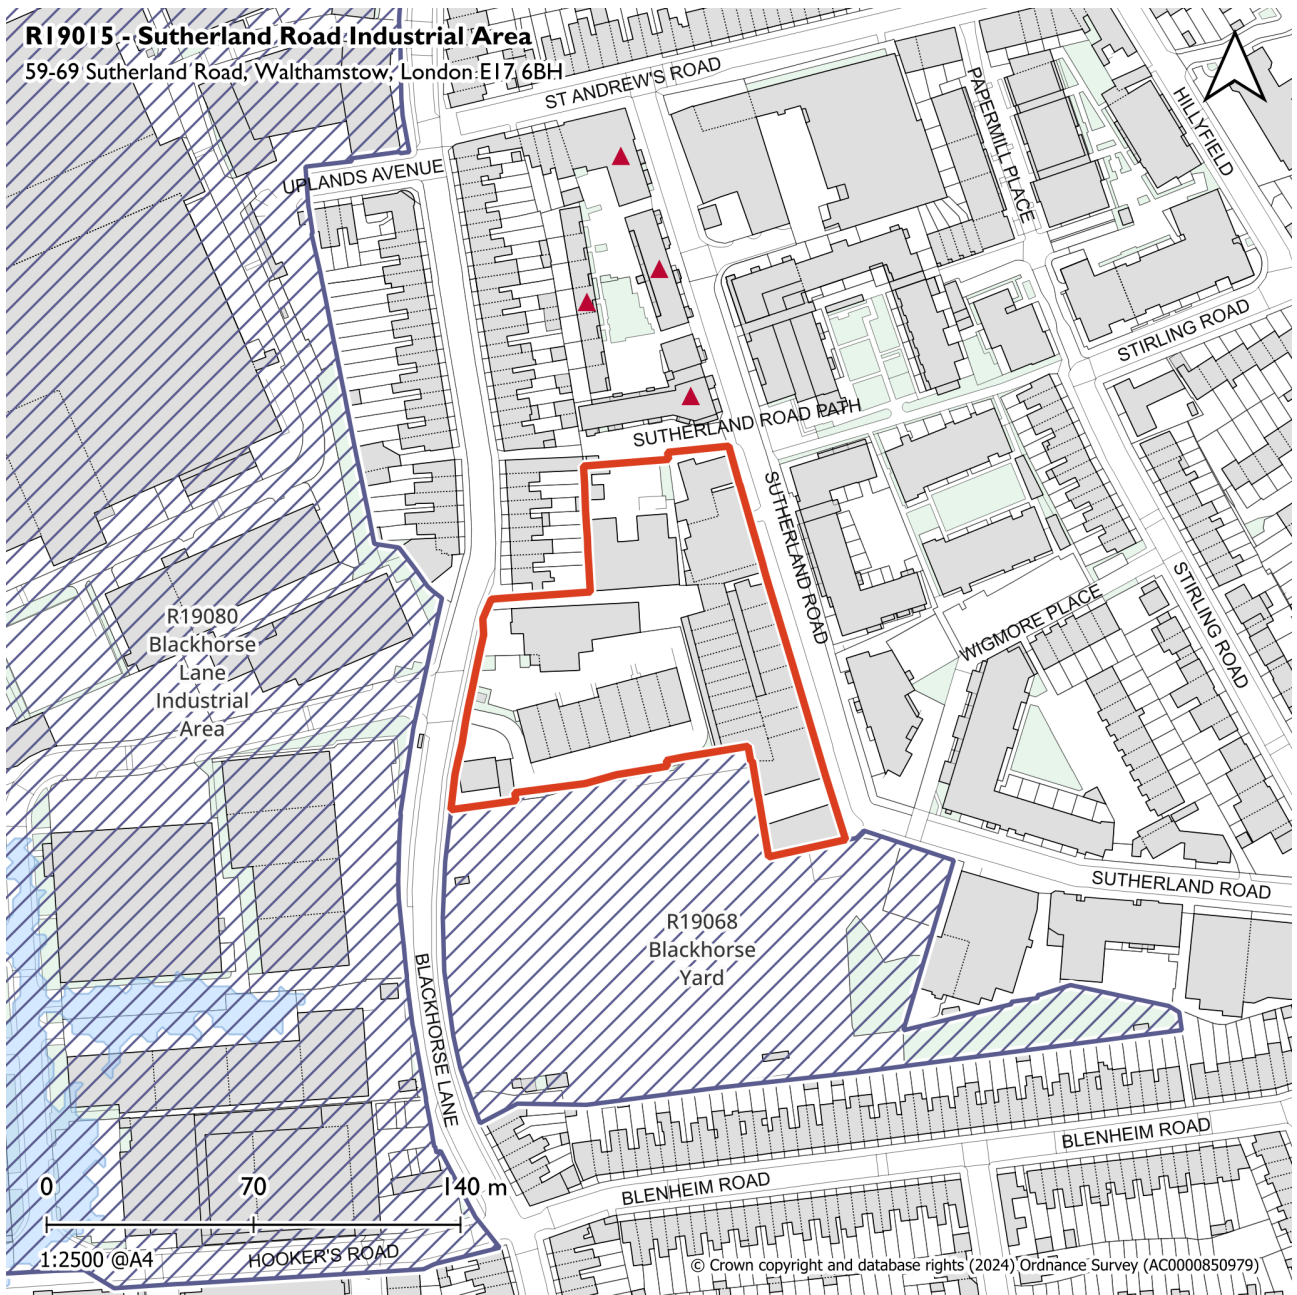 R19015 - Sutherland Road Industrial Area
59-69 Sutherland Road, Walthamstow, London E17 6BH
ST ANDREW'S ROAD
PAPERMILL PLACE
HILLYFIELD
UPLANDS AVENUE
STIRLING ROAD
SUTHERLAND ROAD PATH
SUTHERLAND ROAD
STIRLING ROAD
WIGMORE PLACE
R19080
Blackhorse
Lane
Industrial
Area
SUTHERLAND ROAD
R19068
Blackhorse
Yard
BLACKHORSE LANE
BLENHEIM ROAD
BLENHEIM ROAD
0 70 140 m
1:2500 @A4
HOOKER'S ROAD
© Crown copyright and database rights (2024) Ordnance Survey (AC0000850979)